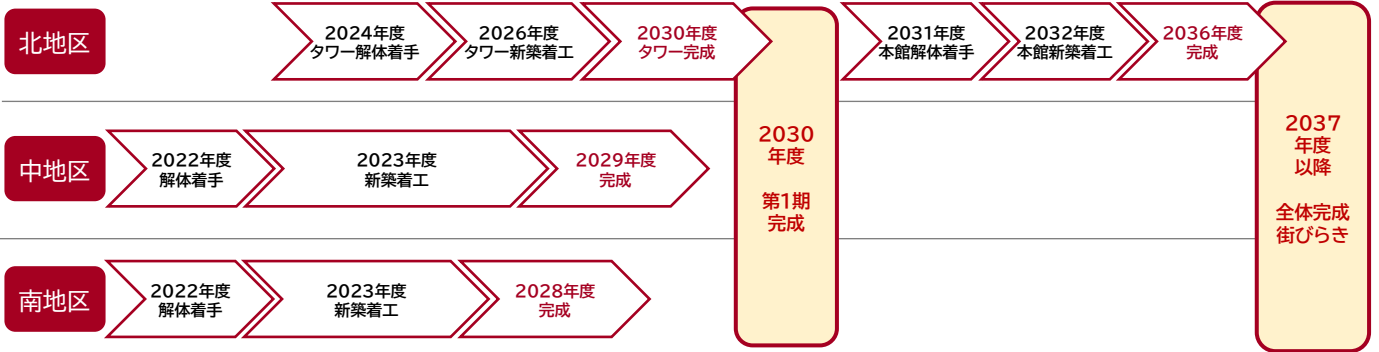 北地区
2024年度
タワー解体着手
2026年度
タワー新築着工
2030年度
タワー完成
2031年度
本館解体着手
2032年度
本館新築着工
2036年度
完成
中地区
2022年度
解体着手
2023年度
新築着工
2029年度
完成
南地区
2022年度
解体着手
2023年度
新築着工
2028年度
完成
2030
年度
第1期
完成
2037
年度
以降
全体完成
街びらき